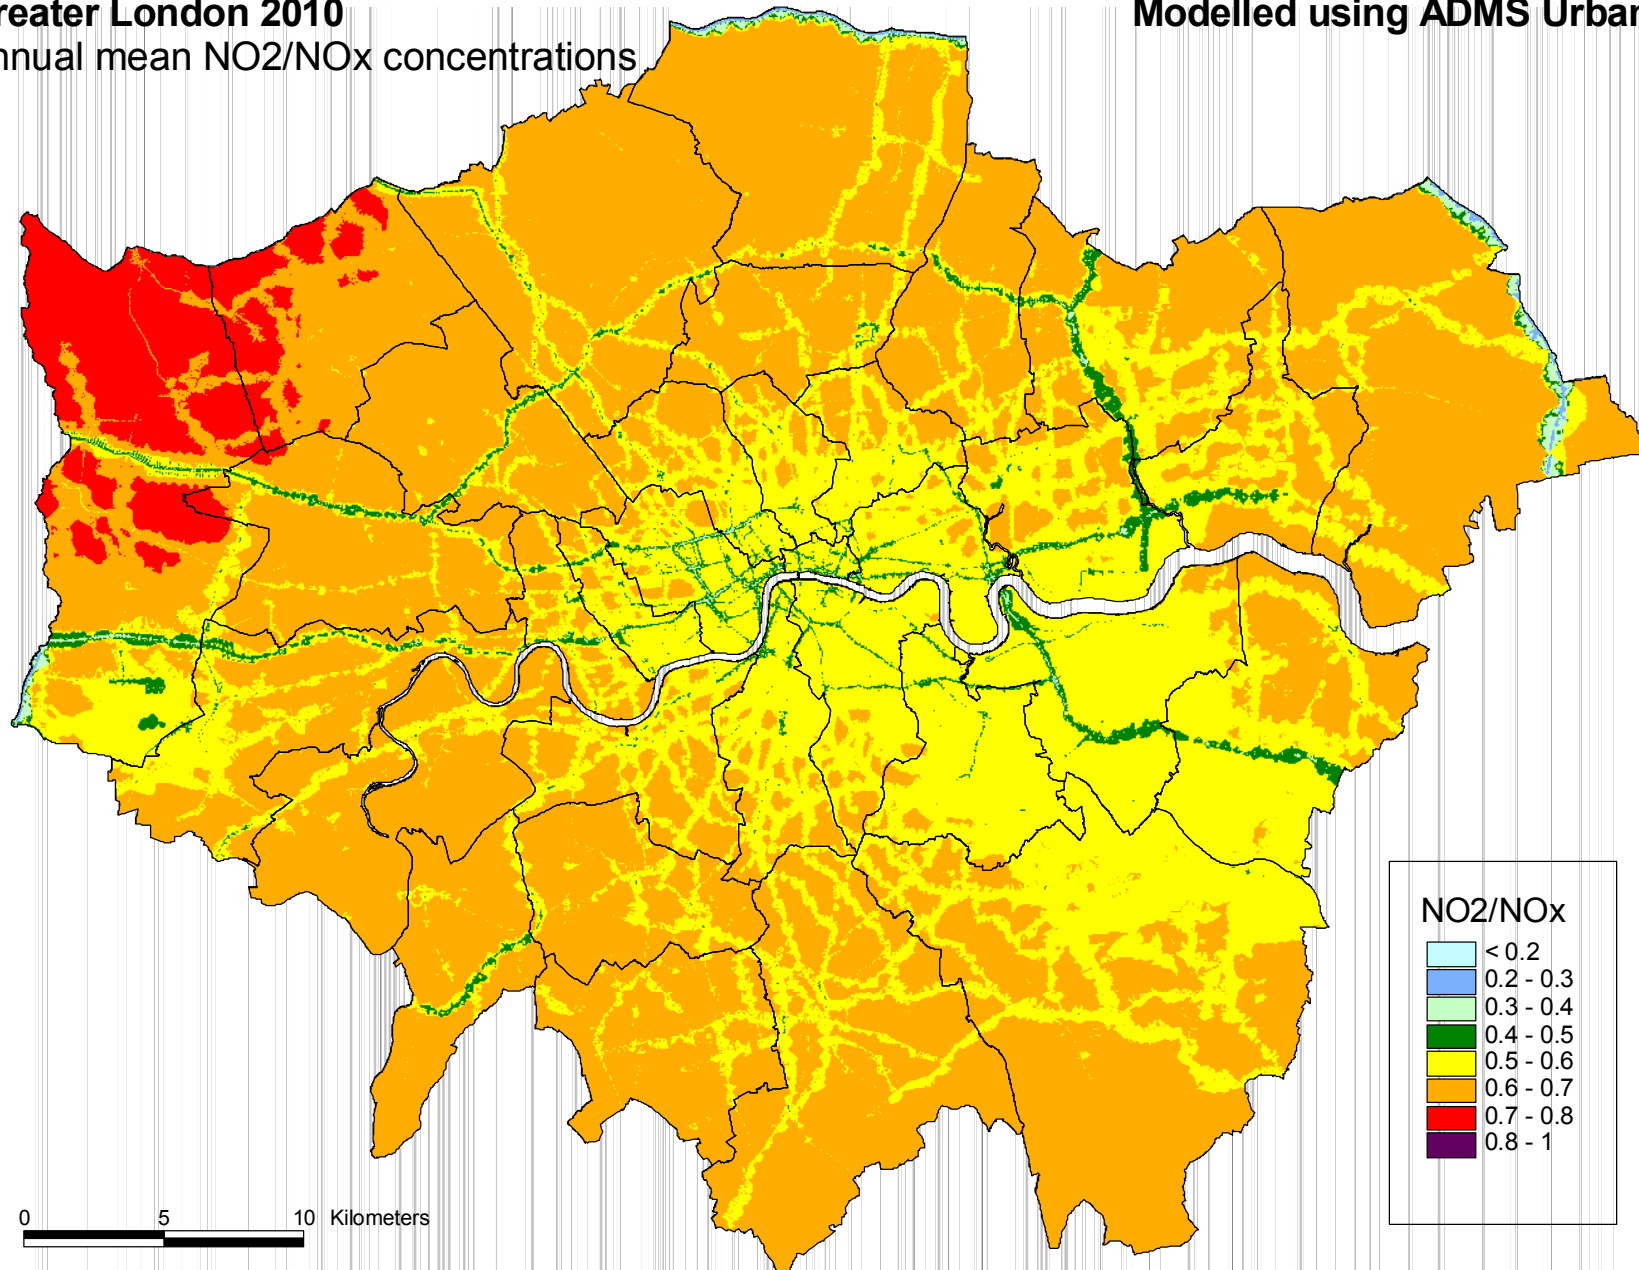 reater London 2010
Modelled using ADMS Urban
nnual mean NO2/NOx concentrations
NO2/NOx
< 0.2
0.2 - 0.3
0.3 - 0.4
0.4 - 0.5
0.5 - 0.6
0.6 - 0.7
0.7 - 0.8
0.8 - 1
0 5 10 Kilometers